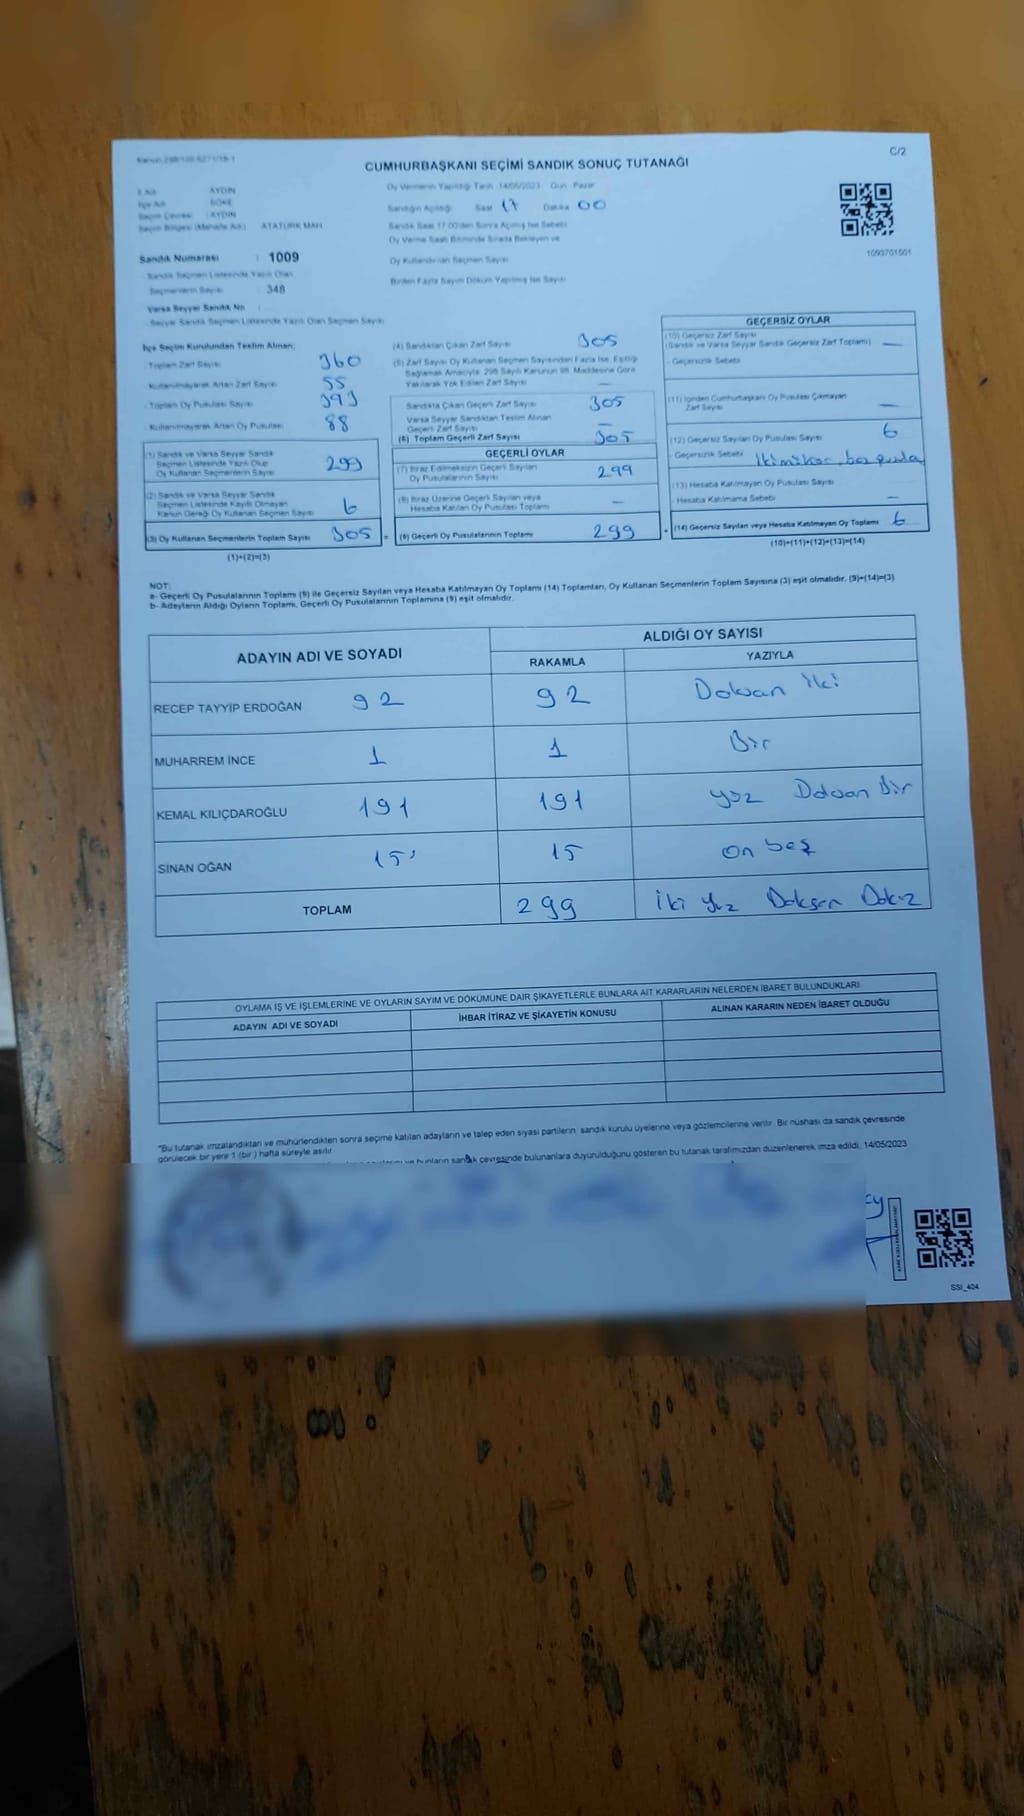 Kanun 298/105-6271/18-1
C/2
CUMHURBAŞKANI SEÇİMİ SANDIK SONUÇ TUTANAĞI
İl Adı AYDIN
İlçe Adı SÖKE
Seçim Çevresi : AYDIN
Seçim Bölgesi (Mahalle Adı) ATATÜRK MAH
Sandık Numarası : 1009
Sandık Seçmen Listesinde Yazılı Olan
Seçmenlerin Sayısı : 348
Varsa Seyyar Sandık No :
Seyyar Sandık Seçmen Listesinde Yazılı Olan Seçmen Sayısı
Oy Vermenin Yapıldığı Tarih 14/05/2023 Gün Pazar
Sandığın Açıldığı Saat 17 Dakika 00
Sandık Saat 17.00'den Sonra Açılmış İse Sebebi
Oy Verme Saati Bitiminde Sırada Bekleyen ve
Oy Kullandırılan Seçmen Sayısı
Birden Fazla Sayım Döküm Yapılmış İse Sayısı
1093701001
İlçe Seçim Kurulundan Teslim Alınan;
- Toplam Zarf Sayısı 360
- Kullanılmayarak Artan Zarf Sayısı 55
- Toplam Oy Pusulası Sayısı 393
- Kullanılmayarak Artan Oy Pusulası 88
(1) Sandık ve Varsa Seyyar Sandık
Seçmen Listesinde Yazılı Olup
Oy Kullanan Seçmenlerin Sayısı 299
(2) Sandık ve Varsa Seyyar Sandık
Seçmen Listesinde Kayıtlı Olmayan
Kanun Gereği Oy Kullanan Seçmen Sayısı 6
(3) Oy Kullanan Seçmenlerin Toplam Sayısı 305 =
(1)+(2)=(3)
(4) Sandıktan Çıkan Zarf Sayısı 305
(5) Zarf Sayısı Oy Kullanan Seçmen Sayısından Fazla İse, Eşitliği
Sağlamak Amacıyla, 298 Sayılı Kanunun 98. Maddesine Göre
Yakılarak Yok Edilen Zarf Sayısı —
Sandıkta Çıkan Geçerli Zarf Sayısı 305
Varsa Seyyar Sandıktan Teslim Alınan
Geçerli Zarf Sayısı —
(6) Toplam Geçerli Zarf Sayısı 305
GEÇERLİ OYLAR
(7) İtiraz Edilmeksizin Geçerli Sayılan
Oy Pusulalarının Sayısı 299
(8) İtiraz Üzerine Geçerli Sayılan veya
Hesaba Katılan Oy Pusulası Toplamı —
(9) Geçerli Oy Pusulalarının Toplamı 299 +
GEÇERSİZ OYLAR
(10) Geçersiz Zarf Sayısı
(Sandık ve Varsa Seyyar Sandık Geçersiz Zarf Toplamı) —
- Geçersizlik Sebebi
(11) İçinden Cumhurbaşkanı Oy Pusulası Çıkmayan
Zarf Sayısı —
(12) Geçersiz Sayılan Oy Pusulası Sayısı 6
- Geçersizlik Sebebi
(13) Hesaba Katılmayan Oy Pusulası Sayısı
- Hesaba Katılmama Sebebi —
(14) Geçersiz Sayılan veya Hesaba Katılmayan Oy Toplamı 6
(10)+(11)+(12)+(13)=(14)
NOT:
a- Geçerli Oy Pusulalarının Toplamı (9) ile Geçersiz Sayılan veya Hesaba Katılmayan Oy Toplamı (14) Toplamları, Oy Kullanan Seçmenlerin Toplam Sayısına (3) eşit olmalıdır. (9)+(14)=(3)
b- Adayların Aldığı Oyların Toplamı, Geçerli Oy Pusulalarının Toplamına (9) eşit olmalıdır.
ADAYIN ADI VE SOYADI ALDIĞI OY SAYISI
RAKAMLA YAZIYLA
RECEP TAYYİP ERDOĞAN 92 92 Doksan iki
MUHARREM İNCE 1 1 Bir
KEMAL KILIÇDAROĞLU 191 191 yüz Doksan Bir
SİNAN OĞAN 15 15 on beş
TOPLAM 299 iki yüz Doksan Dokuz
OYLAMA İŞ VE İŞLEMLERİNE VE OYLARIN SAYIM VE DÖKÜMÜNE DAİR ŞİKAYETLERLE BUNLARA AİT KARARLARIN NELERDEN İBARET BULUNDUKLARI
ADAYIN ADI VE SOYADI İHBAR İTİRAZ VE ŞİKAYETİN KONUSU ALINAN KARARIN NEDEN İBARET OLDUĞU
*Bu tutanak imzalandıktan ve mühürlendikten sonra seçime katılan adayların ve talep eden siyasi partilerin sandık kurulu üyelerine veya gözlemcilerine verilir. Bir nüshası da sandık çevresinde
görülecek bir yere 1 (bir) hafta süreyle asılır.
ve bunların sandık çevresinde bulunanlara duyurulduğunu gösteren bu tutanak tarafımızdan düzenlenerek imza edildi. 14/05/2023
SSI_404